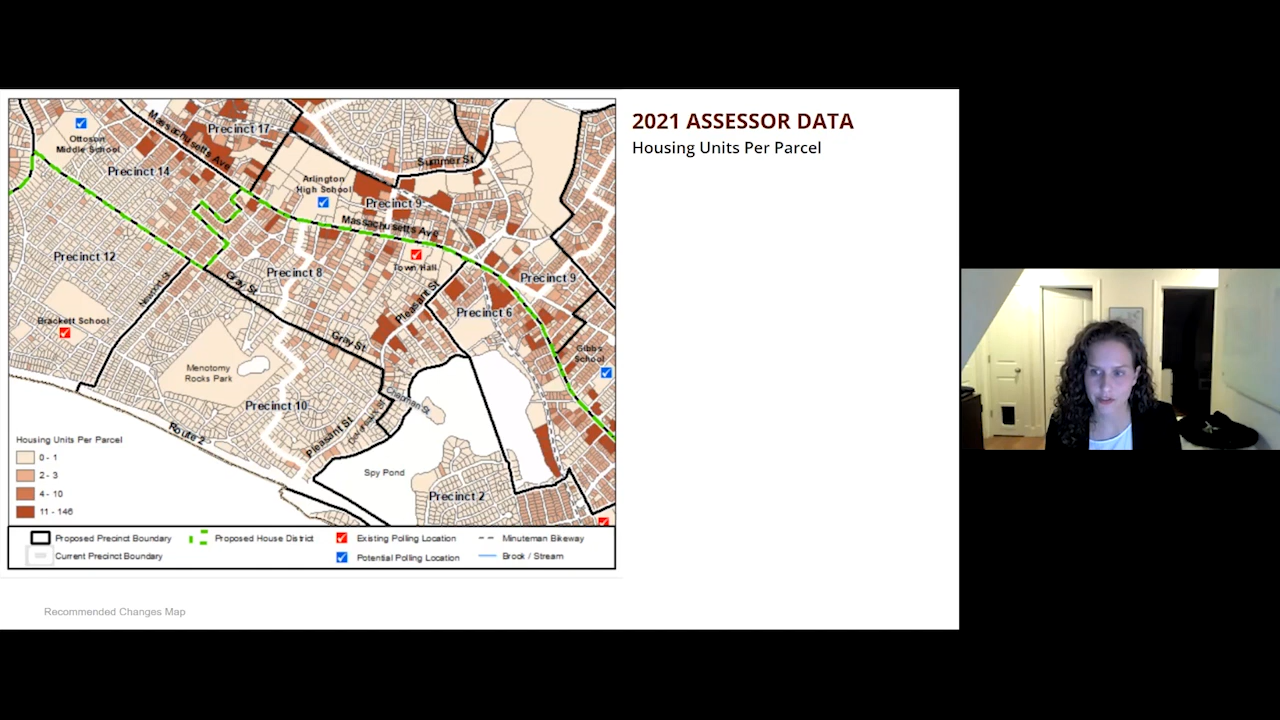 2021 ASSESSOR DATA
Housing Units Per Parcel
Ottoson
Middle School
Massachusetts Ave
Precinct 17
Summer St
Precinct 14
Arlington
High School
Precinct 9
Massachusetts Ave
Precinct 12
Precinct 8
Town Hall
Precinct 9
Newport St
Gray St
Pleasant St
Precinct 6
Brackett School
Gray St
Gibbs
School
Menotomy
Rocks Park
Chapman St
Precinct 10
Pleasant St
Route 2
Spy Pond
Precinct 2
Housing Units Per Parcel
0 - 1
2 - 3
4 - 10
11 - 146
Proposed Precinct Boundary
Proposed House District
Existing Polling Location
Minuteman Bikeway
Current Precinct Boundary
Potential Polling Location
Brook / Stream
Recommended Changes Map